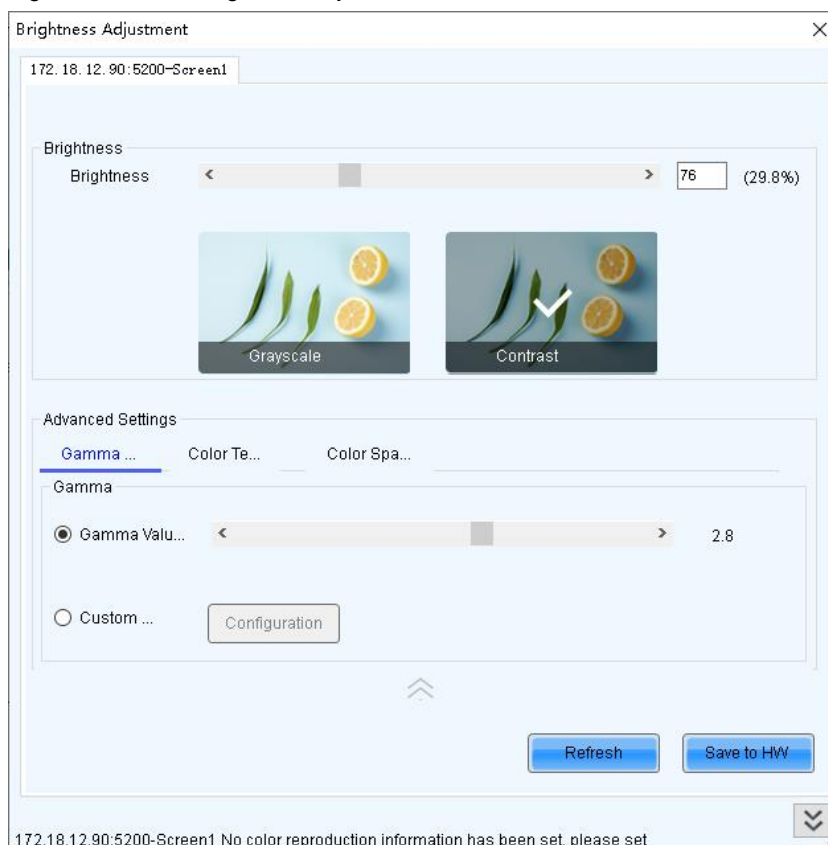 Brightness Adjustment
172.18.12.90:5200-Screen1
Brightness
Brightness
76
(29.8%)
Grayscale
Contrast
Advanced Settings
Gamma ...
Color Te...
Color Spa...
Gamma
Gamma Valu...
2.8
Custom ...
Configuration
Refresh
Save to HW
172.18.12.90:5200-Screen1 No color reproduction information has been set, please set